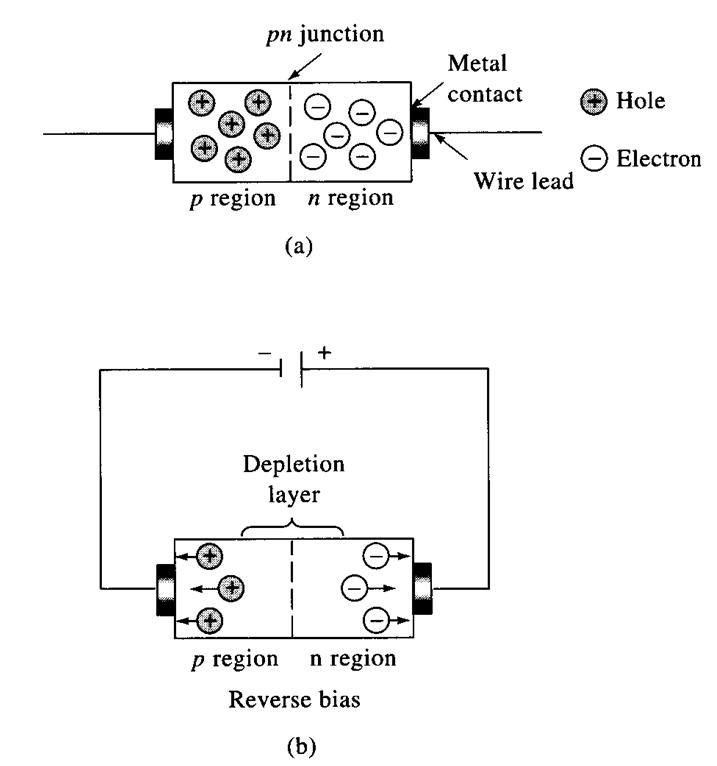 pn junction
Metal
contact
+ Hole
− Electron
Wire lead
p region
n region
(a)
− +
Depletion
layer
p region
n region
Reverse bias
(b)